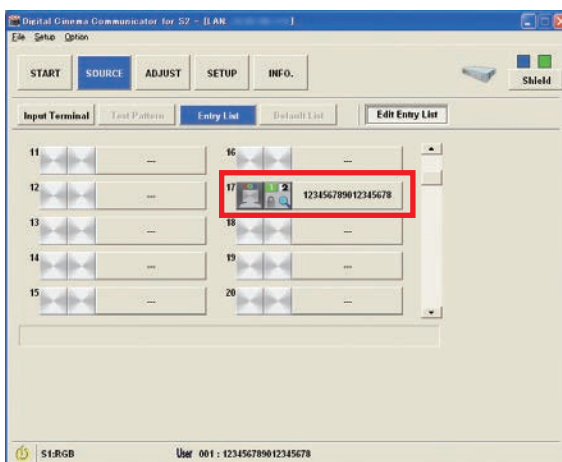 Digital Cinema Communicator for S2 - [LAN ]
File Setup Option
START SOURCE ADJUST SETUP INFO.
Shield
Input Terminal Test Pattern Entry List Default List Edit Entry List
11 --- 16 ---
12 --- 17 1 2 123456789012345678
13 --- 18 ---
14 --- 19 ---
15 --- 20 ---
S1:RGB User 001 : 123456789012345678